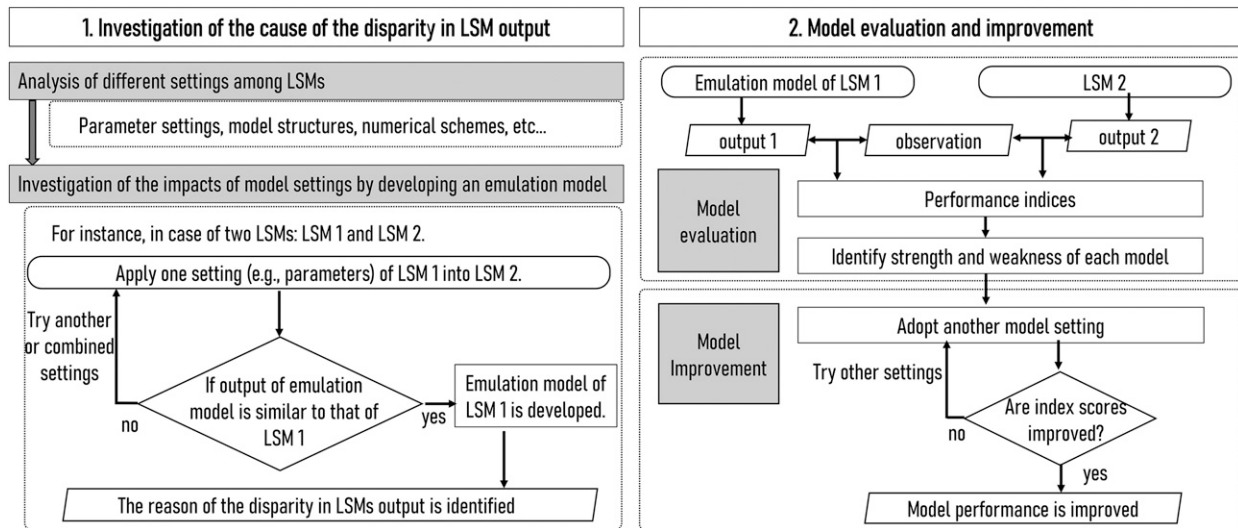 1. Investigation of the cause of the disparity in LSM output
Analysis of different settings among LSMs
Parameter settings, model structures, numerical schemes, etc...
Investigation of the impacts of model settings by developing an emulation model
For instance, in case of two LSMs: LSM 1 and LSM 2.
Apply one setting (e.g., parameters) of LSM 1 into LSM 2.
Try another
or combined
settings
If output of emulation
model is similar to that of
LSM 1
no
yes
Emulation model of
LSM 1 is developed.
The reason of the disparity in LSMs output is identified
2. Model evaluation and improvement
Emulation model of LSM 1
LSM 2
output 1
observation
output 2
Model
evaluation
Performance indices
Identify strength and weakness of each model
Model
Improvement
Adopt another model setting
Try other settings
Are index scores
improved?
no
yes
Model performance is improved